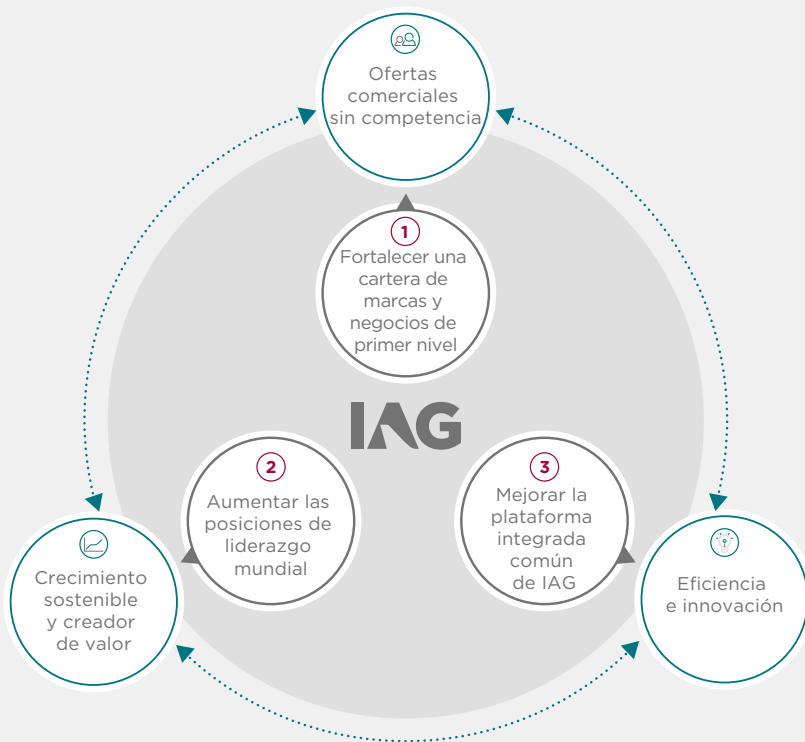 Ofertas
comerciales
sin competencia
1
Fortalecer una
cartera de
marcas y
negocios de
primer nivel
IAG
2
Aumentar las
posiciones de
liderazgo
mundial
3
Mejorar la
plataforma
integrada
común
de IAG
Crecimiento
sostenible
y creador
de valor
Eficiencia
e innovación